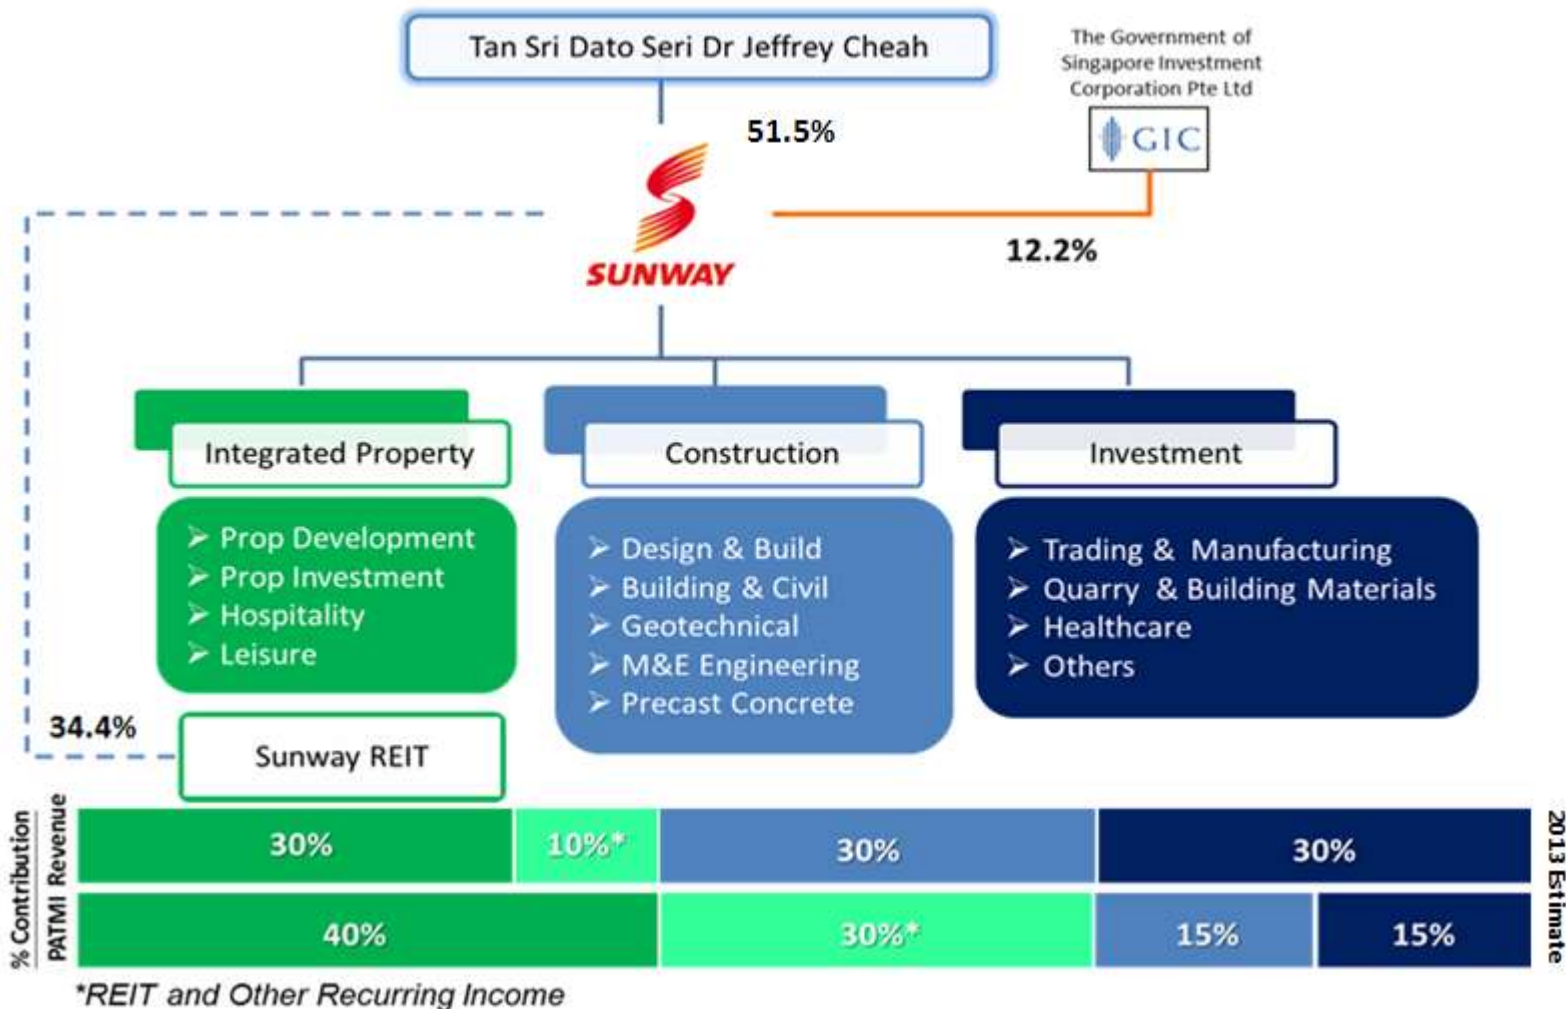 Tan Sri Dato Seri Dr Jeffrey Cheah
The Government of
Singapore Investment
Corporation Pte Ltd
GIC
51.5%
12.2%
SUNWAY
Integrated Property
➢ Prop Development
➢ Prop Investment
➢ Hospitality
➢ Leisure
Construction
➢ Design & Build
➢ Building & Civil
➢ Geotechnical
➢ M&E Engineering
➢ Precast Concrete
Investment
➢ Trading & Manufacturing
➢ Quarry & Building Materials
➢ Healthcare
➢ Others
34.4%
Sunway REIT
% Contribution
Revenue
30%
10%*
30%
30%
PATMI
40%
30%*
15%
15%
2013 Estimate
*REIT and Other Recurring Income